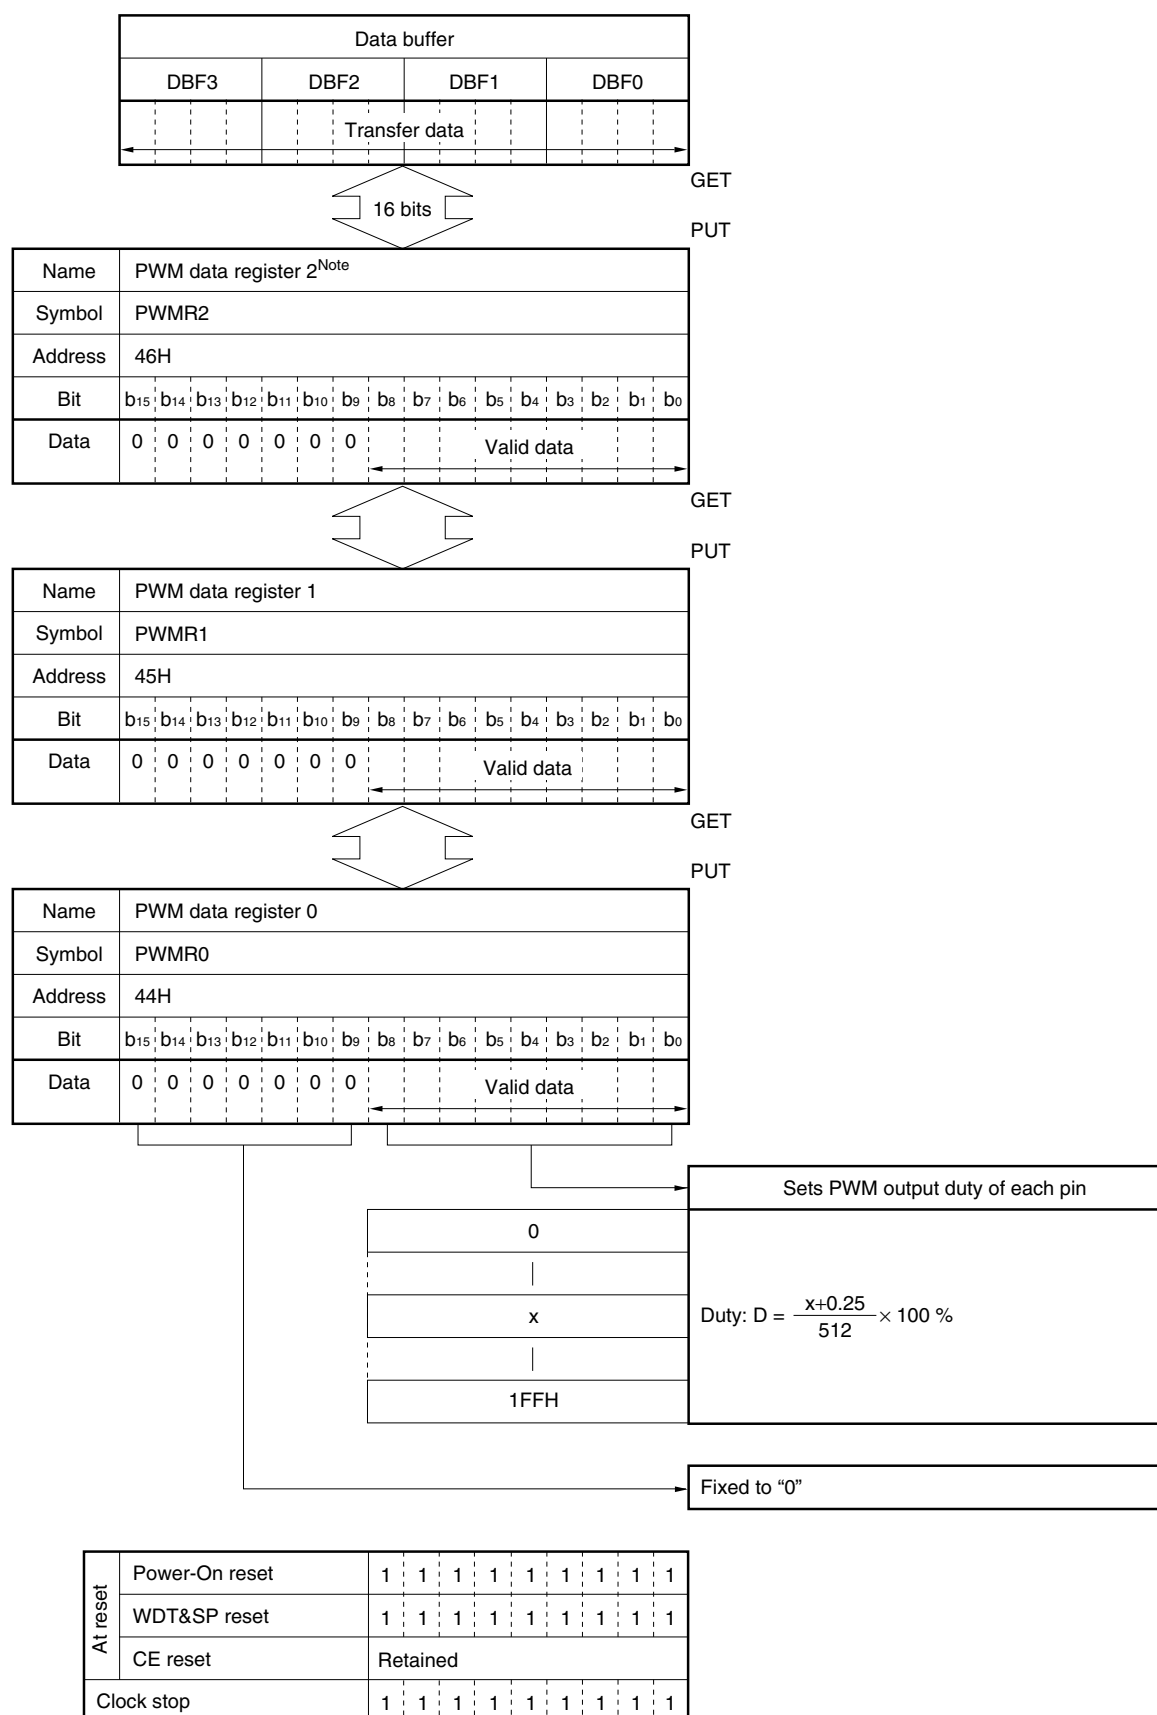 Data buffer
DBF3 DBF2 DBF1 DBF0
Transfer data
GET
16 bits
PUT
Name PWM data register 2Note
Symbol PWMR2
Address 46H
Bit b15 b14 b13 b12 b11 b10 b9 b8 b7 b6 b5 b4 b3 b2 b1 b0
Data 0 0 0 0 0 0 0 Valid data
GET
PUT
Name PWM data register 1
Symbol PWMR1
Address 45H
Bit b15 b14 b13 b12 b11 b10 b9 b8 b7 b6 b5 b4 b3 b2 b1 b0
Data 0 0 0 0 0 0 0 Valid data
GET
PUT
Name PWM data register 0
Symbol PWMR0
Address 44H
Bit b15 b14 b13 b12 b11 b10 b9 b8 b7 b6 b5 b4 b3 b2 b1 b0
Data 0 0 0 0 0 0 0 Valid data
Sets PWM output duty of each pin
0
x
1FFH
Duty: D = x+0.25 / 512 × 100 %
Fixed to “0”
At reset
Power-On reset 1 1 1 1 1 1 1 1 1
WDT&SP reset 1 1 1 1 1 1 1 1 1
CE reset Retained
Clock stop 1 1 1 1 1 1 1 1 1